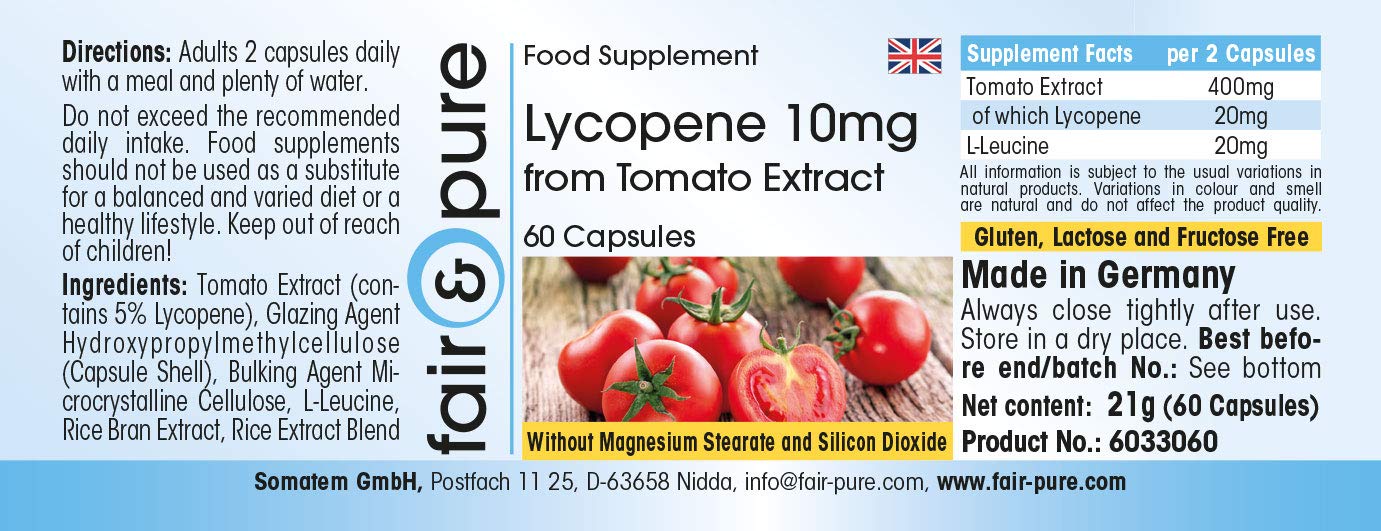 Directions: Adults 2 capsules daily
with a meal and plenty of water.
Do not exceed the recommended
daily intake. Food supplements
should not be used as a substitute
for a balanced and varied diet or a
healthy lifestyle. Keep out of reach
of children!
Ingredients: Tomato Extract (con-
tains 5% Lycopene), Glazing Agent
Hydroxypropylmethylcellulose
(Capsule Shell), Bulking Agent Mi-
crocrystalline Cellulose, L-Leucine,
Rice Bran Extract, Rice Extract Blend
fair & pure
Food Supplement
Lycopene 10mg
from Tomato Extract
60 Capsules
Without Magnesium Stearate and Silicon Dioxide
Supplement Facts per 2 Capsules
Tomato Extract 400mg
of which Lycopene 20mg
L-Leucine 20mg
All information is subject to the usual variations in
natural products. Variations in colour and smell
are natural and do not affect the product quality.
Gluten, Lactose and Fructose Free
Made in Germany
Always close tightly after use.
Store in a dry place. Best befo-
re end/batch No.: See bottom
Net content: 21g (60 Capsules)
Product No.: 6033060
Somatem GmbH, Postfach 11 25, D-63658 Nidda, info@fair-pure.com, www.fair-pure.com